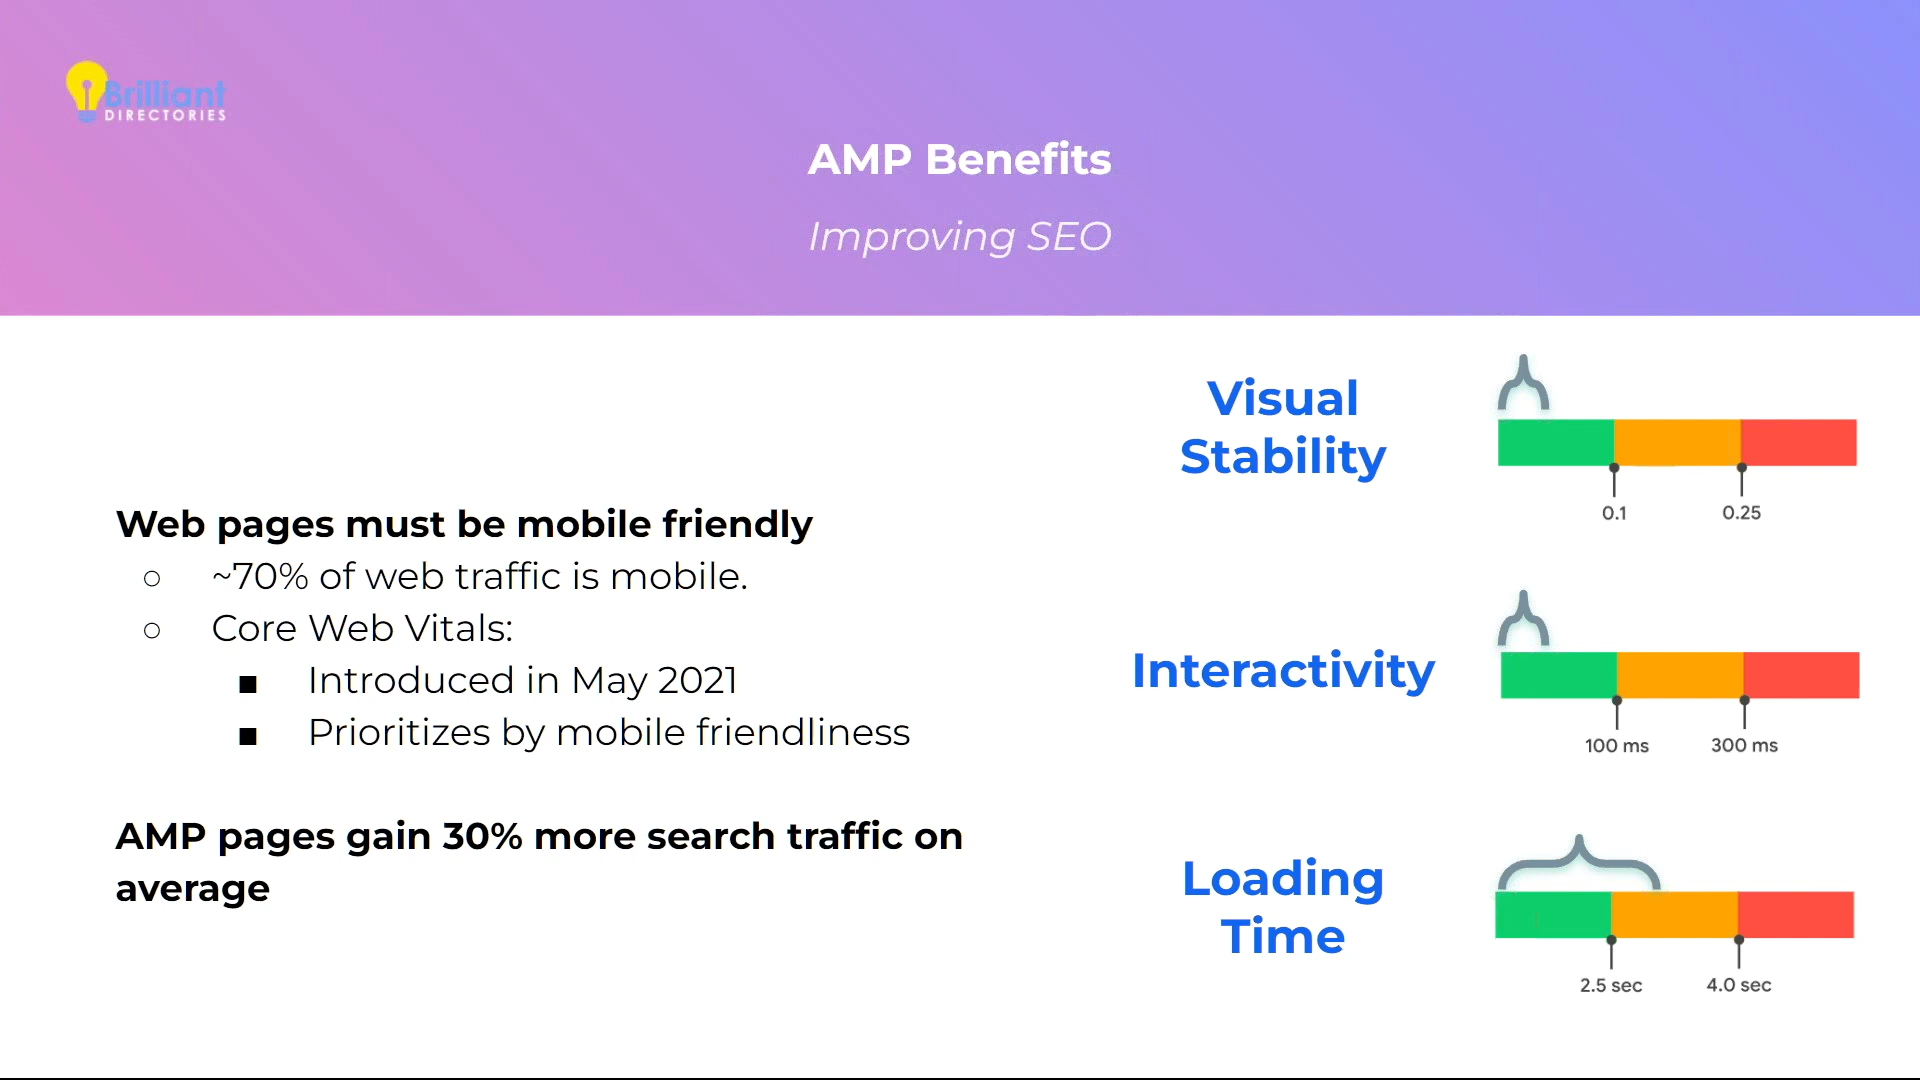 Brilliant
DIRECTORIES
AMP Benefits
Improving SEO
Web pages must be mobile friendly
○ ~70% of web traffic is mobile.
○ Core Web Vitals:
■ Introduced in May 2021
■ Prioritizes by mobile friendliness
AMP pages gain 30% more search traffic on
average
Visual
Stability
0.1 0.25
Interactivity
100 ms 300 ms
Loading
Time
2.5 sec 4.0 sec